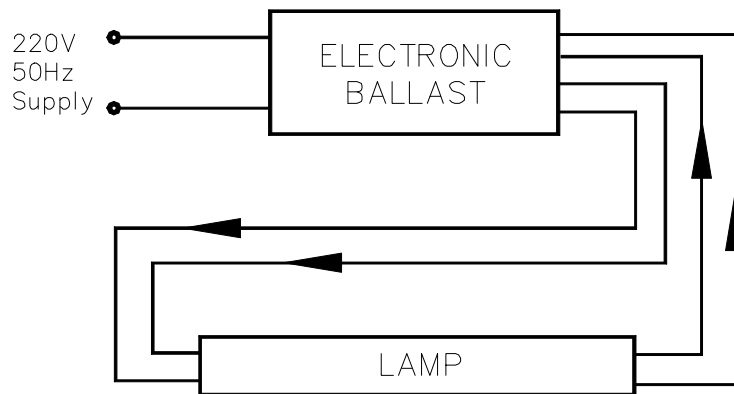 220V
50Hz
Supply
ELECTRONIC
BALLAST
LAMP